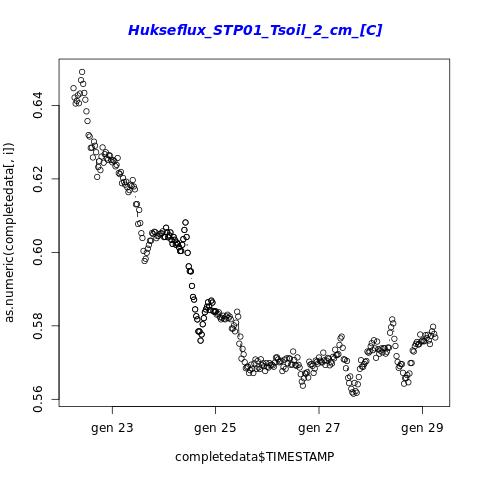 Hukseflux_STP01_Tsoil_2_cm_[C]
as.numeric(completedata[, i])
0.64
0.62
0.60
0.58
0.56
gen 23 gen 25 gen 27 gen 29
completedata$TIMESTAMP